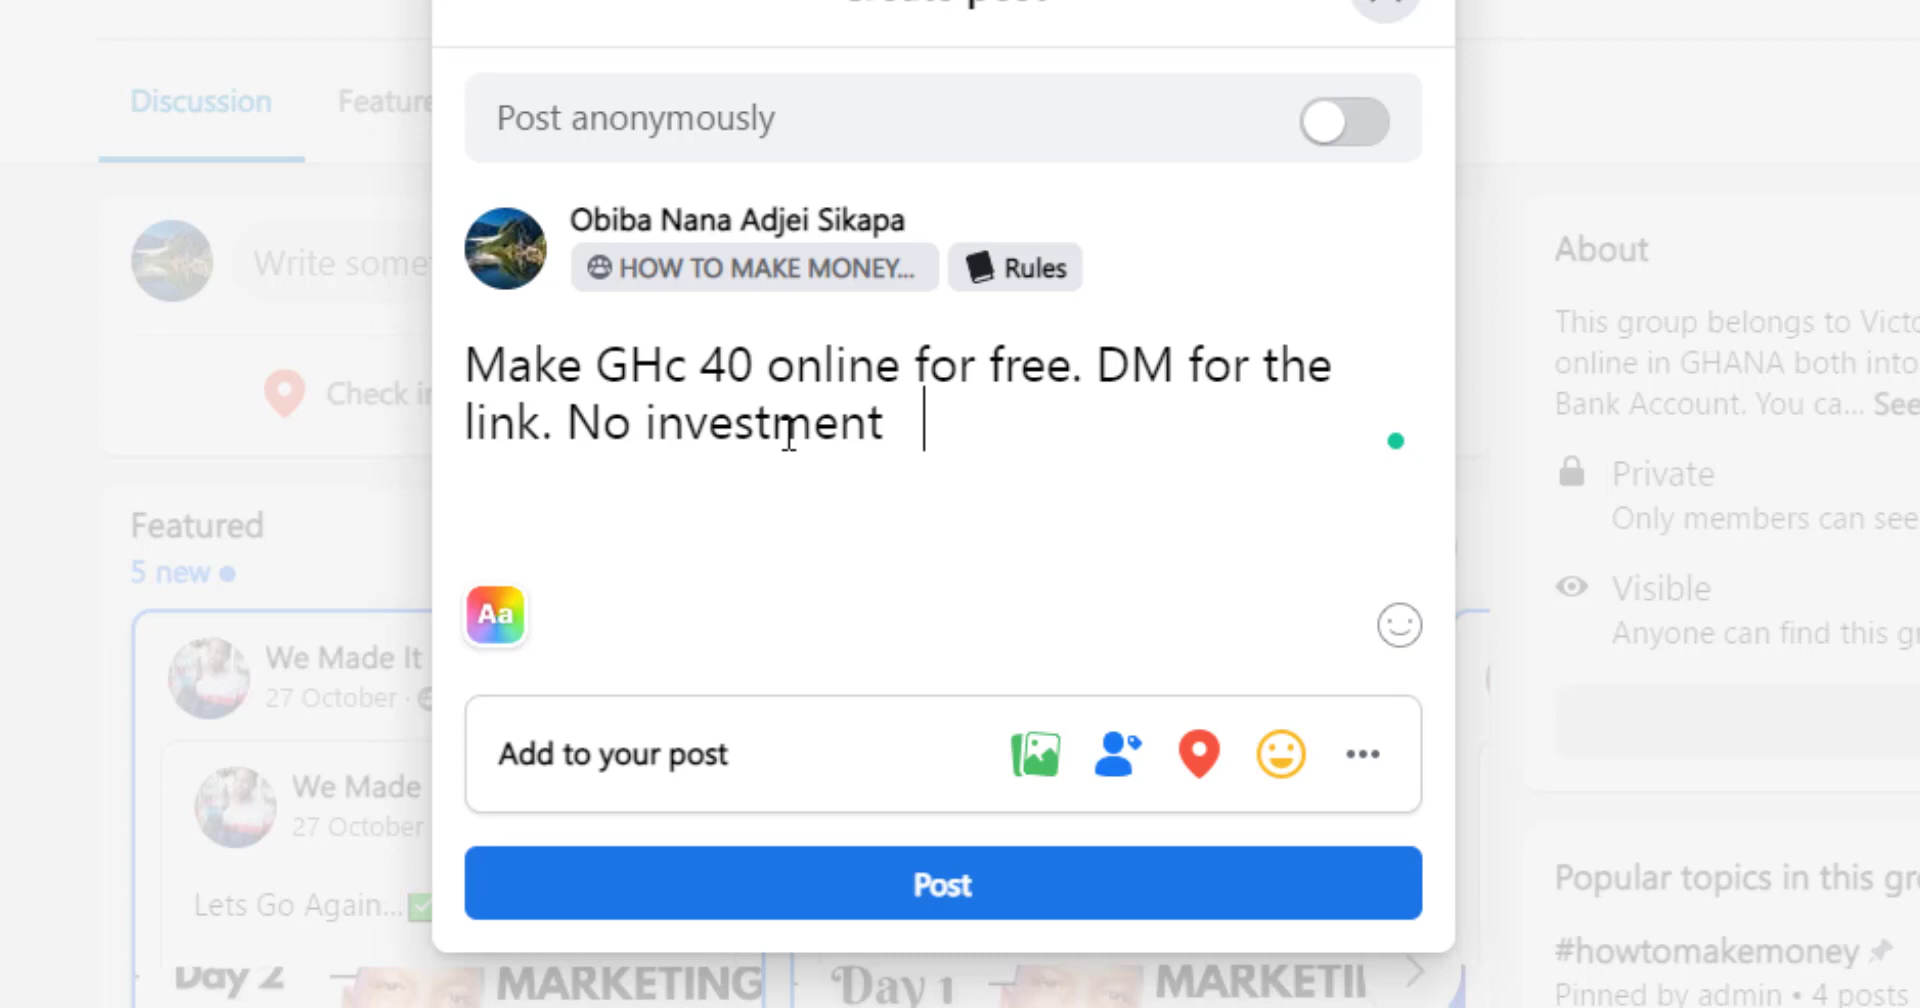 Discussion
Post anonymously
Obiba Nana Adjei Sikapa
HOW TO MAKE MONEY...
Rules
Make GHc 40 online for free. DM for the
link. No investment
Aa
Add to your post
Post
Check in
Featured
5 new
We Made It
27 October
We Made
27 October
Lets Go Again...
Day 2
MARKETING
Day 1
About
This group belongs to
online in GHANA both into
Bank Account. You ca... See
Private
Only members can see
Visible
Anyone can find this
Popular topics in this
#howtomakemoney
Pinned by admin • 4 posts